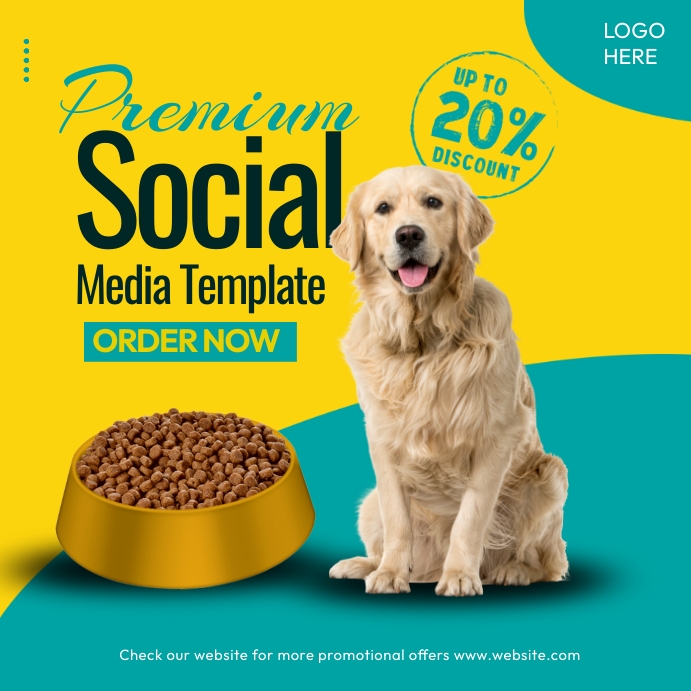 LOGO
HERE
Premium
Social
Media Template
ORDER NOW
UP TO
20%
DISCOUNT
Check our website for more promotional offers www.website.com